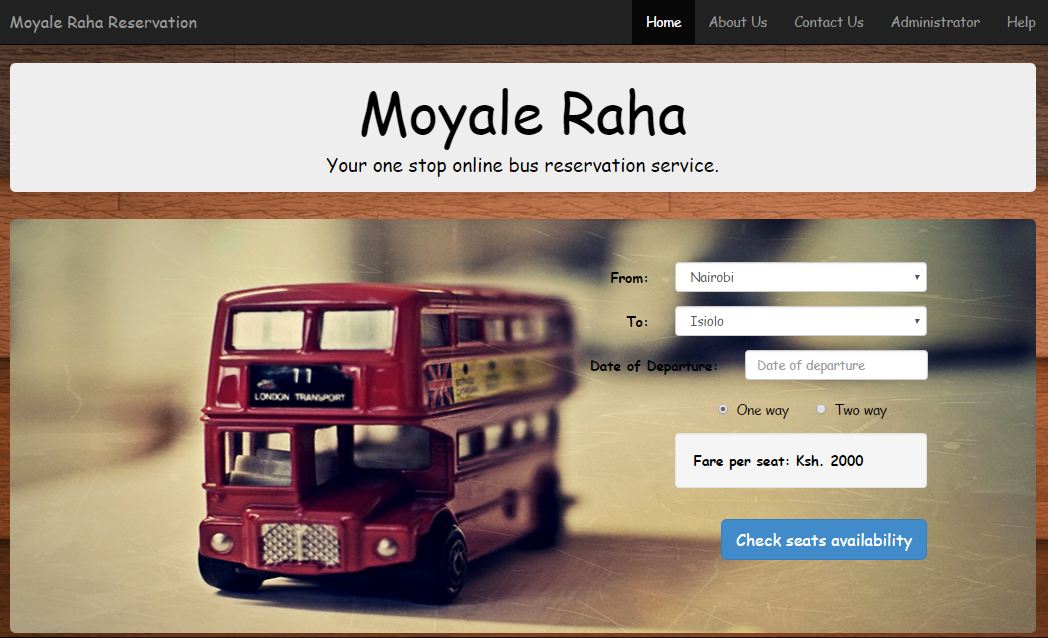 Moyale Raha Reservation
Home About Us Contact Us Administrator Help
Moyale Raha
Your one stop online bus reservation service.
From: Nairobi
To: Isiolo
Date of Departure: Date of departure
One way Two way
Fare per seat: Ksh. 2000
Check seats availability
11
LONDON TRANSPORT